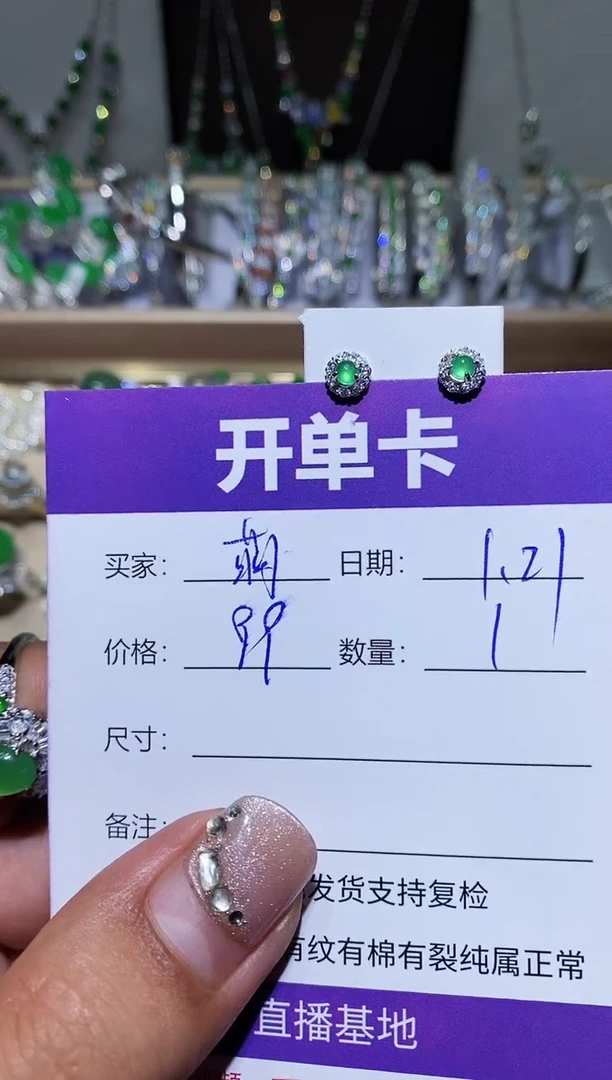 开单卡
买家: 萌 日期: 1.21
价格: 99 数量: 1
尺寸:
备注:
发货支持复检
有纹有棉有裂纯属正常
直播基地